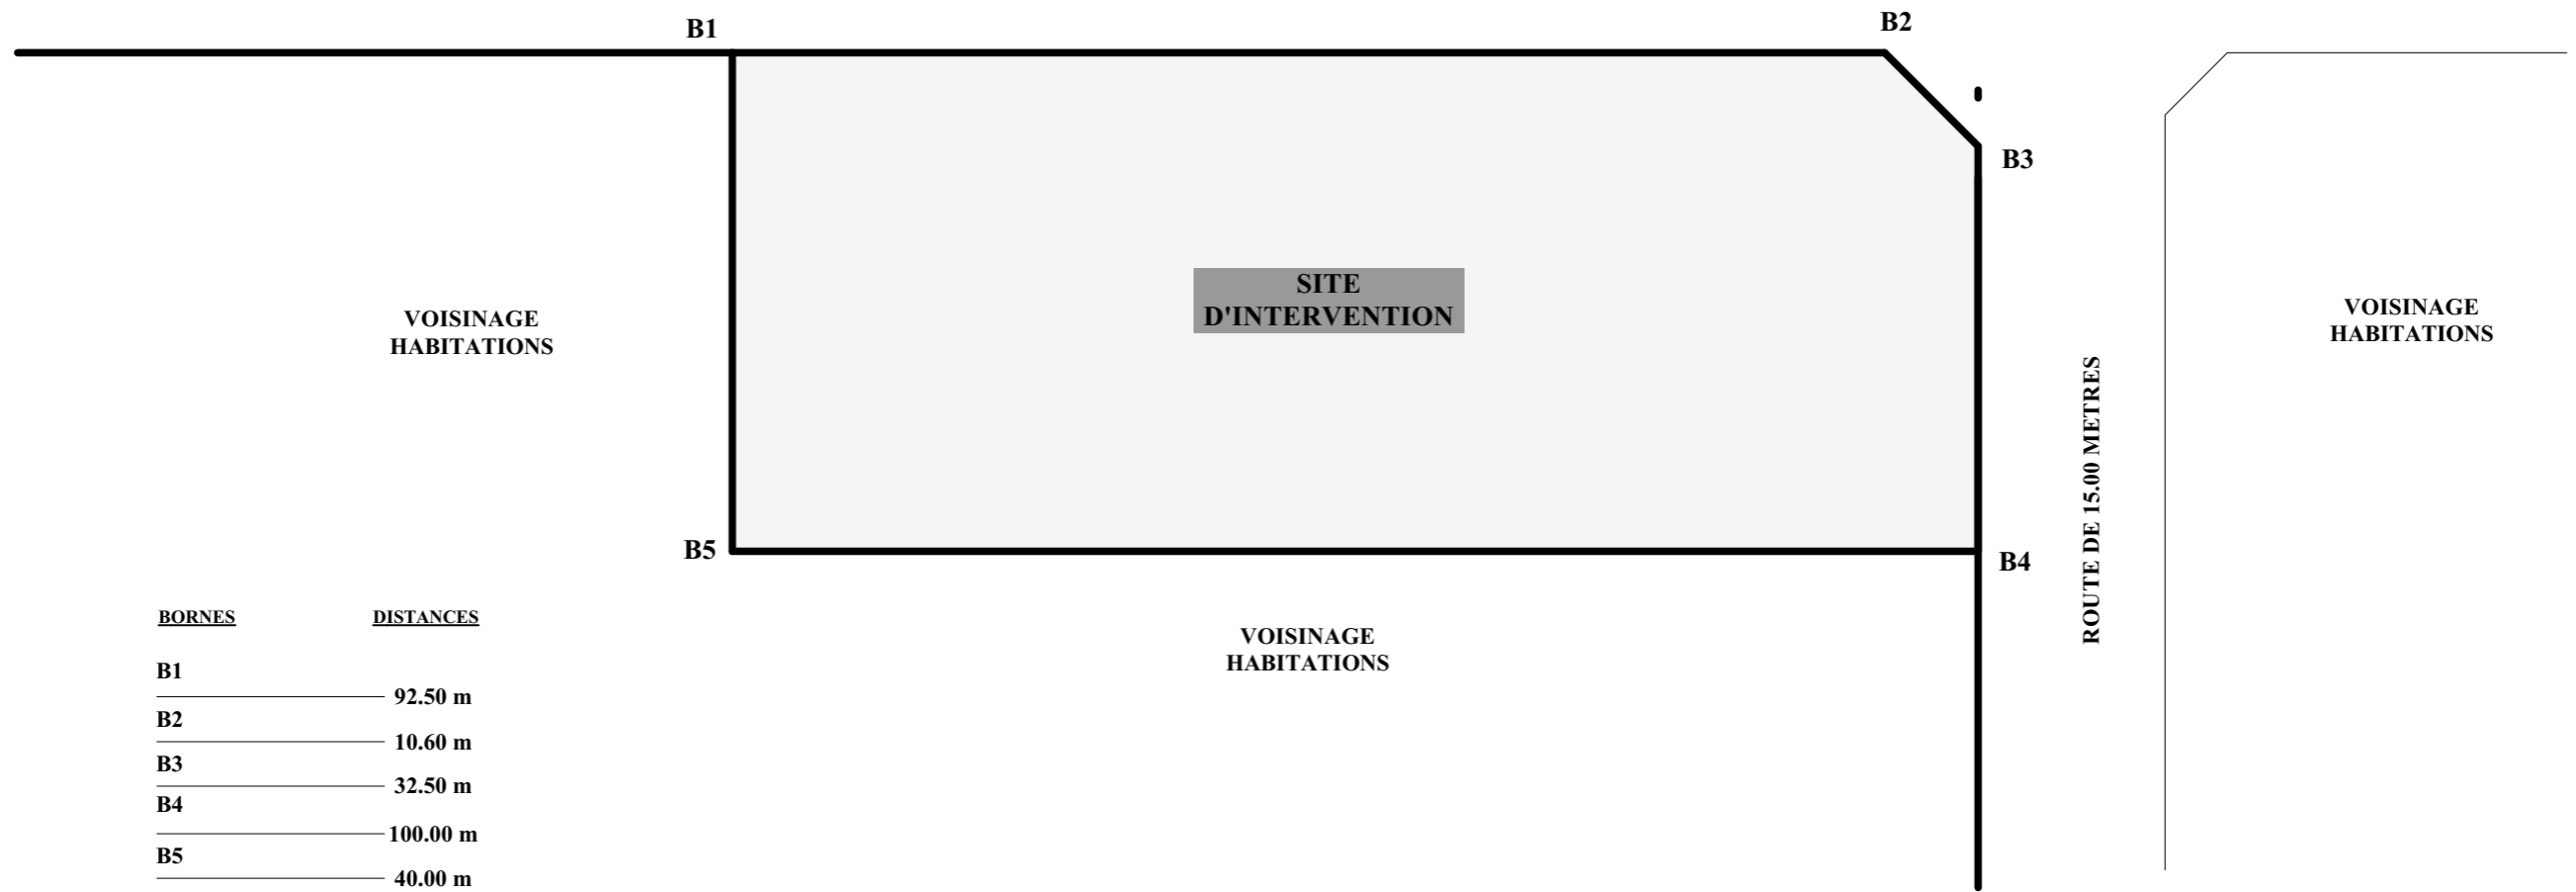 B1
B2
B3
SITE
D'INTERVENTION
VOISINAGE
HABITATIONS
VOISINAGE
HABITATIONS
ROUTE DE 15.00 METRES
B5
B4
VOISINAGE
HABITATIONS
BORNES DISTANCES
B1
92.50 m
B2
10.60 m
B3
32.50 m
B4
100.00 m
B5
40.00 m